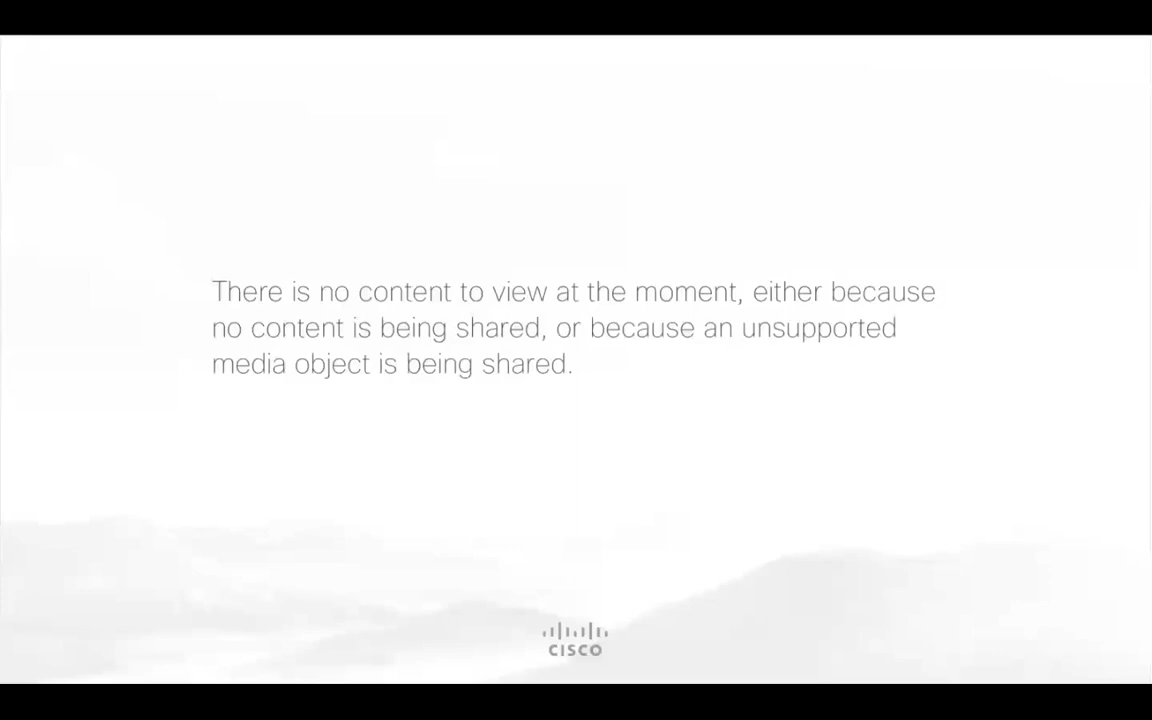 There is no content to view at the moment, either because
no content is being shared, or because an unsupported
media object is being shared.
CISCO